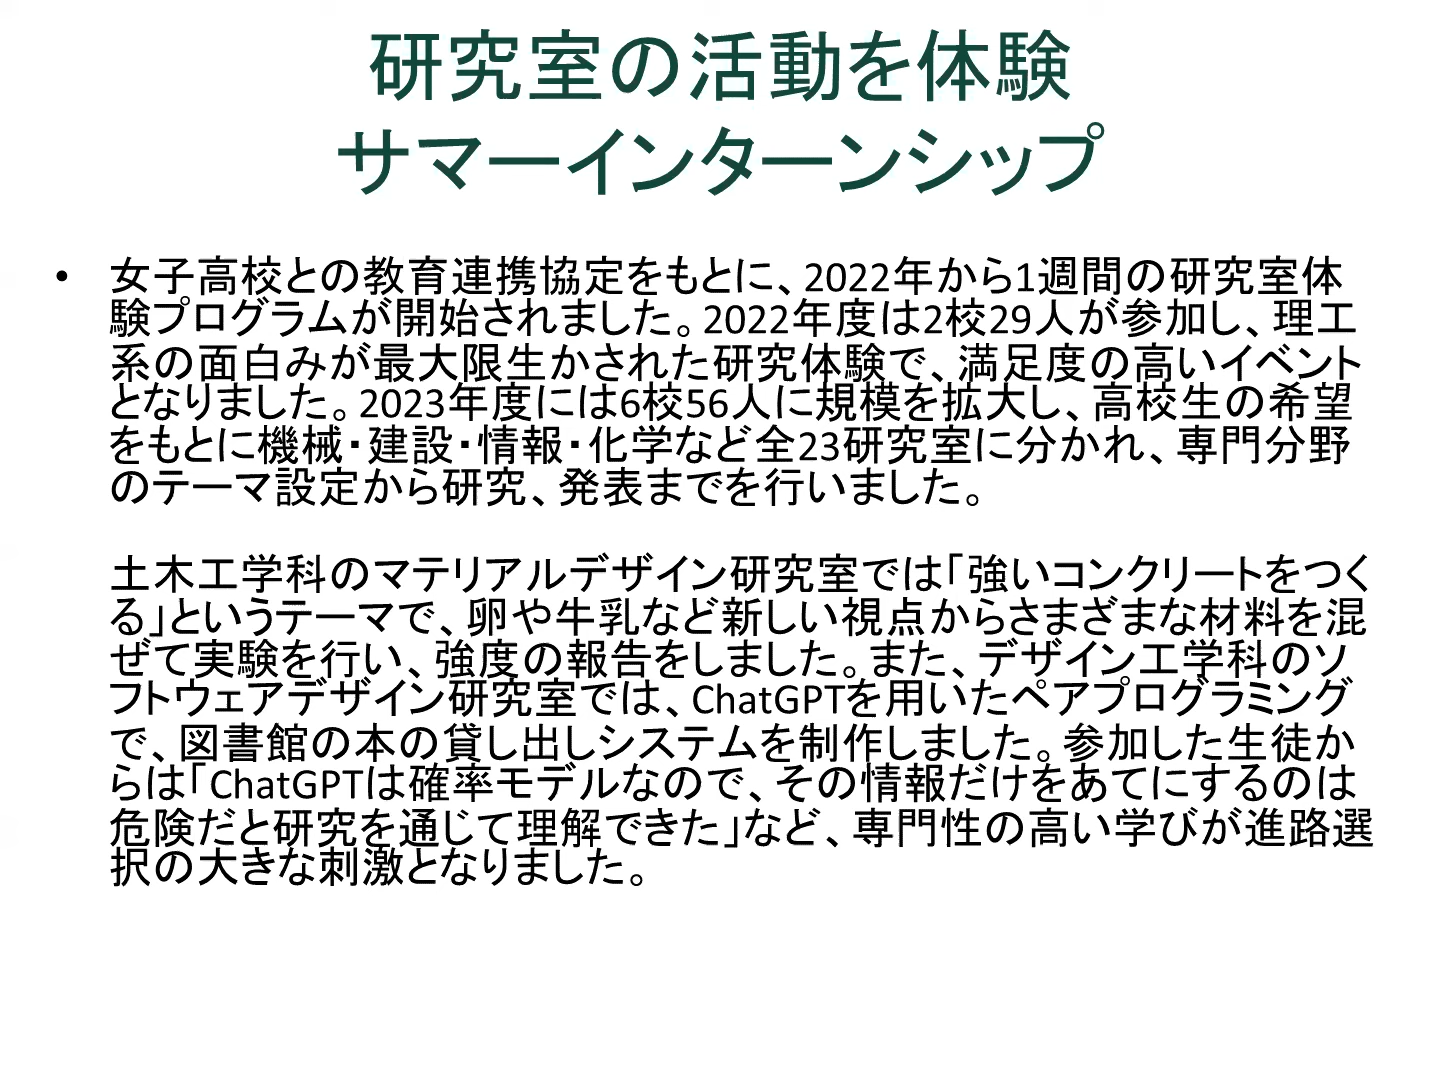 研究室の活動を体験
サマーインターンシップ
• 女子高校との教育連携協定をもとに、2022年から1週間の研究室体
験プログラムが開始されました。2022年度は2校29人が参加し、理工
系の面白みが最大限生かされた研究体験で、満足度の高いイベント
となりました。2023年度には6校56人に規模を拡大し、高校生の希望
をもとに機械・建設・情報・化学など全23研究室に分かれ、専門分野
のテーマ設定から研究、発表までを行いました。
土木工学科のマテリアルデザイン研究室では「強いコンクリートをつく
る」というテーマで、卵や牛乳など新しい視点からさまざまな材料を混
ぜて実験を行い、強度の報告をしました。また、デザイン工学科のソ
フトウェアデザイン研究室では、ChatGPTを用いたペアプログラミング
で、図書館の本の貸し出しシステムを制作しました。参加した生徒か
らは「ChatGPTは確率モデルなので、その情報だけをあてにするのは
危険だと研究を通じて理解できた」など、専門性の高い学びが進路選
択の大きな刺激となりました。